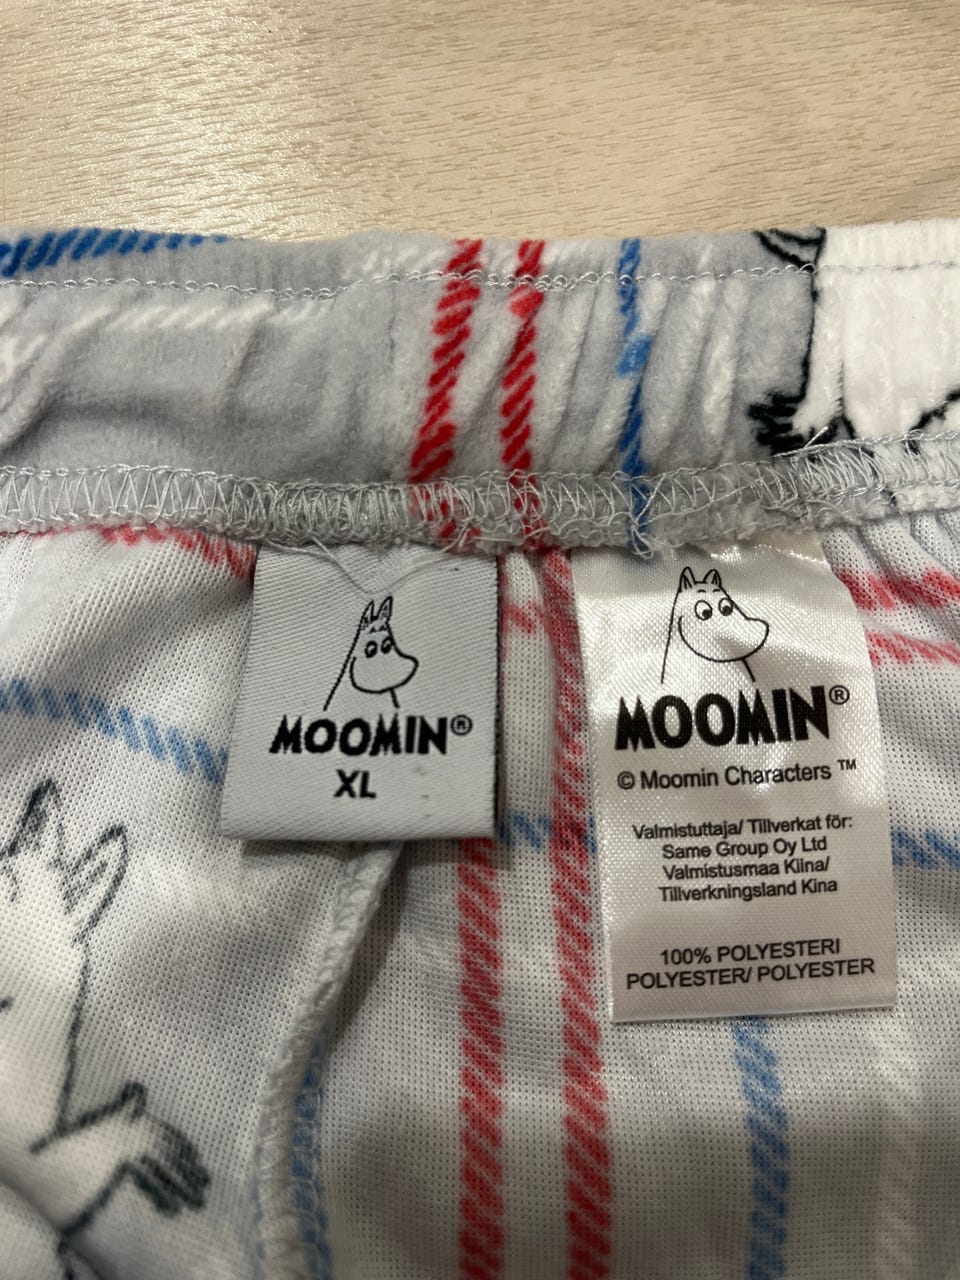 MOOMIN®
XL
MOOMIN®
© Moomin Characters ™
Valmistuttaja/ Tillverkat för:
Same Group Oy Ltd
Valmistusmaa Kiina/
Tillverkningsland Kina
100% POLYESTERI
POLYESTER/ POLYESTER